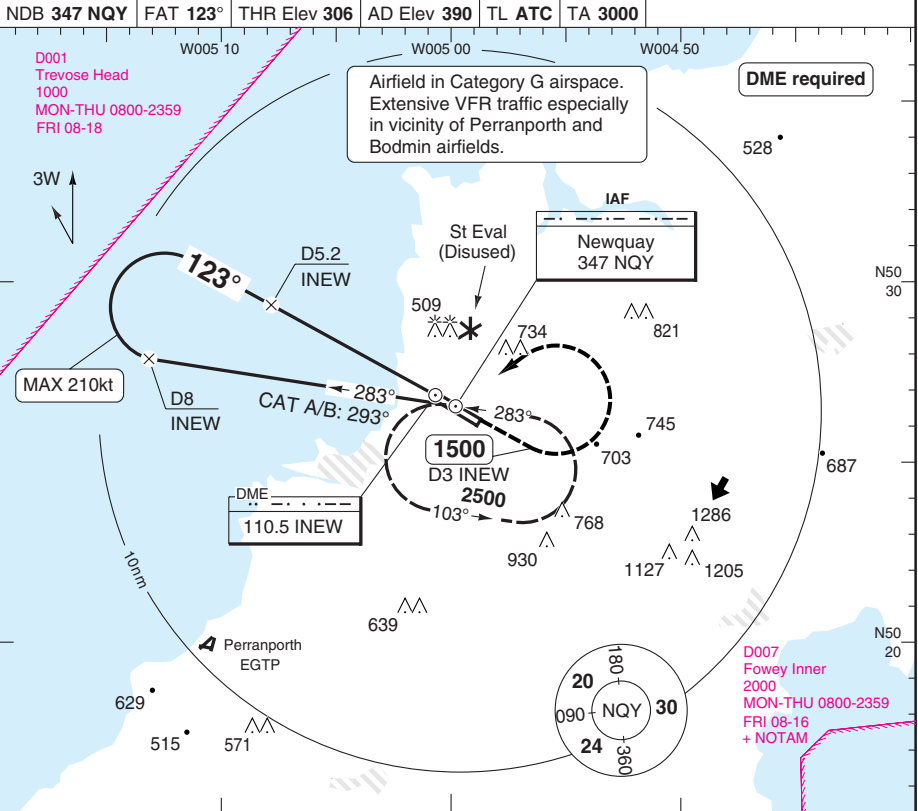 NDB 347 NQY FAT 123° THR Elev 306 AD Elev 390 TL ATC TA 3000
W005 10 W005 00 W004 50
D001
Trevose Head
1000
MON-THU 0800-2359
FRI 08-18
Airfield in Category G airspace.
Extensive VFR traffic especially
in vicinity of Perranporth and
Bodmin airfields.
DME required
528
3W
IAF
Newquay
347 NQY
St Eval
(Disused)
123°
D5.2
INEW
N50
30
509
734
821
MAX 210kt
D8
INEW
283°
CAT A/B: 293°
283°
1500
D3 INEW
2500
103°
745
703
687
DME
110.5 INEW
768
930
1286
1127
1205
10nm
639
Perranporth
EGTP
N50
20
629
515
571
180
20
090
NQY
30
24
360
D007
Fowey Inner
2000
MON-THU 0800-2359
FRI 08-16
+ NOTAM